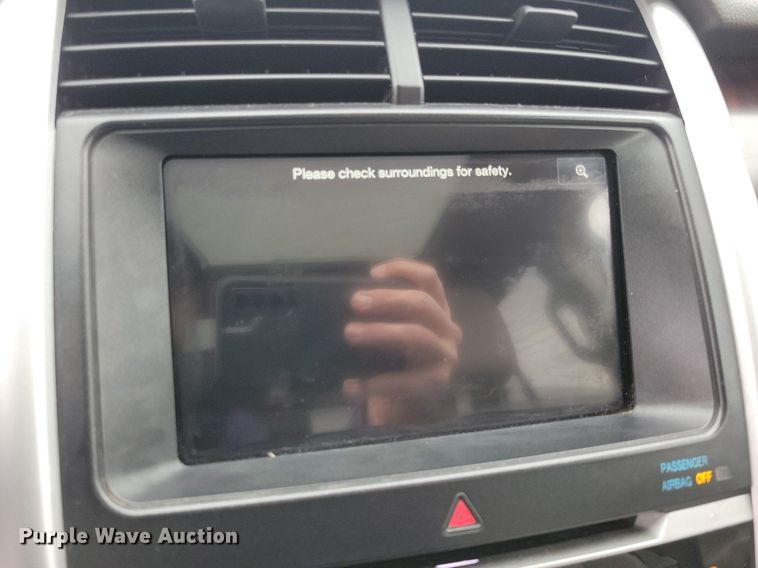 Please check surroundings for safety.
PASSENGER
AIRBAG OFF
Purple Wave Auction